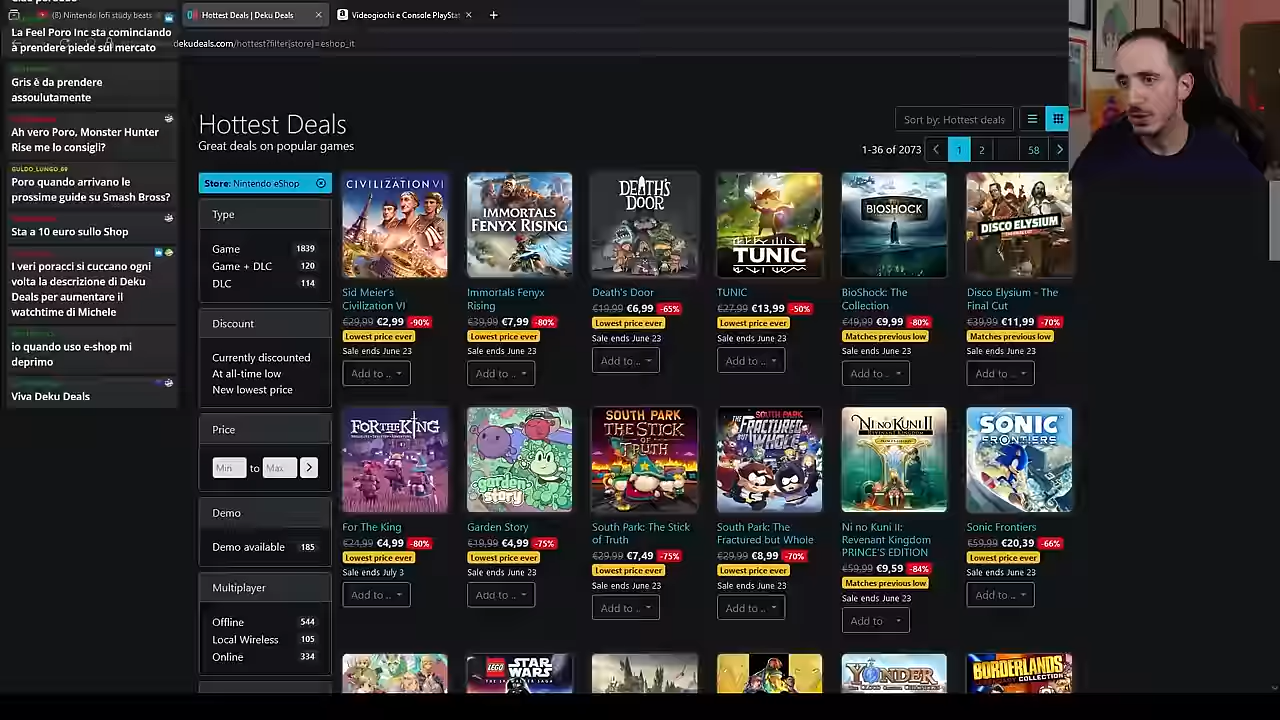 (8) Nintendo lofi study beats
Hottest Deals | Deku Deals
Videogiochi e Console PlaySta
dekudeals.com/hottest?filter[store]=eshop_it
La Feel Poro Inc sta cominciando
a prendere piede sul mercato
Gris è da prendere
assoulutamente
Ah vero Poro, Monster Hunter
Rise me lo consigli?
GULDO_LUNGO_89
Poro quando arrivano le
prossime guide su Smash Bross?
Sta a 10 euro sullo Shop
I veri poracci si cuccano ogni
volta la descrizione di Deku
Deals per aumentare il
watchtime di Michele
io quando uso e-shop mi
deprimo
Viva Deku Deals
Hottest Deals
Great deals on popular games
Sort by: Hottest deals
1-36 of 2073
1
2
58
Store: Nintendo eShop
Type
Game 1839
Game + DLC 120
DLC 114
Discount
Currently discounted
At all-time low
New lowest price
Price
Min to Max
Demo
Demo available 185
Multiplayer
Offline 544
Local Wireless 105
Online 334
CIVILIZATION VI
Sid Meier's
Civilization VI
€29,99 €2,99 -90%
Lowest price ever
Sale ends June 23
Add to ..
IMMORTALS
FENYX RISING
Immortals Fenyx
Rising
€39,99 €7,99 -80%
Lowest price ever
Sale ends June 23
Add to ..
DEATH'S
DOOR
Death's Door
€19,99 €6,99 -65%
Lowest price ever
Sale ends June 23
Add to ..
TUNIC
TUNIC
€27,99 €13,99 -50%
Lowest price ever
Sale ends June 23
Add to ..
BIOSHOCK
BioShock: The
Collection
€49,99 €9,99 -80%
Matches previous low
Sale ends June 23
Add to ..
DISCO ELYSIUM
Disco Elysium - The
Final Cut
€39,99 €11,99 -70%
Matches previous low
Sale ends June 23
Add to ..
FOR THE KING
For The King
€24,99 €4,99 -80%
Lowest price ever
Sale ends July 3
Add to ..
garden
story
Garden Story
€19,99 €4,99 -75%
Lowest price ever
Sale ends June 23
Add to ..
SOUTH PARK
THE STICK
OF TRUTH
South Park: The Stick
of Truth
€29,99 €7,49 -75%
Lowest price ever
Sale ends June 23
Add to ..
SOUTH PARK
THE FRACTURED
BUT WHOLE
South Park: The
Fractured but Whole
€29,99 €8,99 -70%
Lowest price ever
Sale ends June 23
Add to ..
NI NO KUNI II
Ni no Kuni II:
Revenant Kingdom
PRINCE'S EDITION
€59,99 €9,59 -84%
Matches previous low
Sale ends June 23
Add to
SONIC
FRONTIERS
Sonic Frontiers
€59,99 €20,39 -66%
Lowest price ever
Sale ends June 23
Add to ..
LEGO STAR
WARS
THE SKYWALKER SAGA
YONDER
BORDERLANDS
COLLECTION